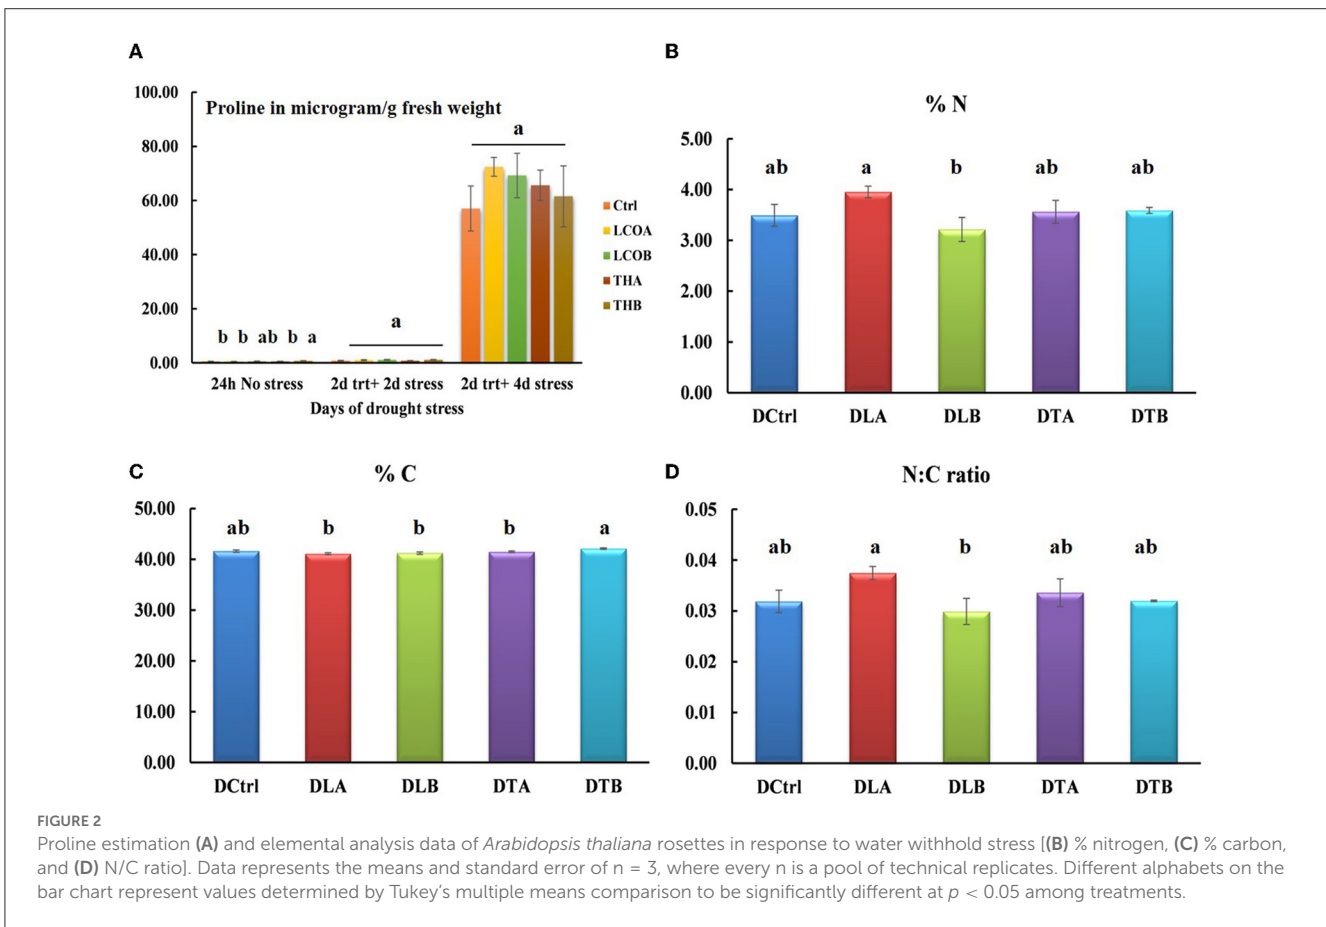 A
Proline in microgram/g fresh weight
100.00
80.00
60.00
40.00
20.00
0.00
b b ab b a
a
a
24h No stress 2d trt+ 2d stress 2d trt+ 4d stress
Days of drought stress
Ctrl
LCOA
LCOB
THA
THB
B
% N
5.00
4.00
3.00
2.00
1.00
0.00
ab a b ab ab
DCtrl DLA DLB DTA DTB
C
% C
50.00
40.00
30.00
20.00
10.00
0.00
ab b b b a
DCtrl DLA DLB DTA DTB
D
N:C ratio
0.05
0.04
0.03
0.02
0.01
0.00
ab a b ab ab
DCtrl DLA DLB DTA DTB
FIGURE 2
Proline estimation (A) and elemental analysis data of Arabidopsis thaliana rosettes in response to water withhold stress [(B) % nitrogen, (C) % carbon,
and (D) N/C ratio]. Data represents the means and standard error of n = 3, where every n is a pool of technical replicates. Different alphabets on the
bar chart represent values determined by Tukey's multiple means comparison to be significantly different at p < 0.05 among treatments.